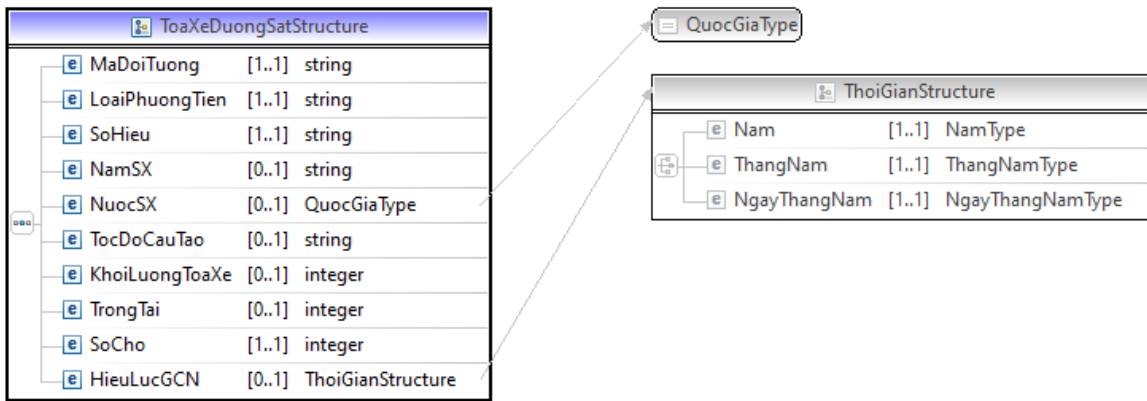 ToaXeDuongSatStructure
e MaDoiTuong [1..1] string
e LoaiPhuongTien [1..1] string
e SoHieu [1..1] string
e NamSX [0..1] string
e NuocSX [0..1] QuocGiaType
e TocDoCauTao [0..1] string
e KhoiLuongToaXe [0..1] integer
e TrongTai [0..1] integer
e SoCho [1..1] integer
e HieuLucGCN [0..1] ThoiGianStructure
QuocGiaType
ThoiGianStructure
e Nam [1..1] NamType
e ThangNam [1..1] ThangNamType
e NgayThangNam [1..1] NgayThangNamType